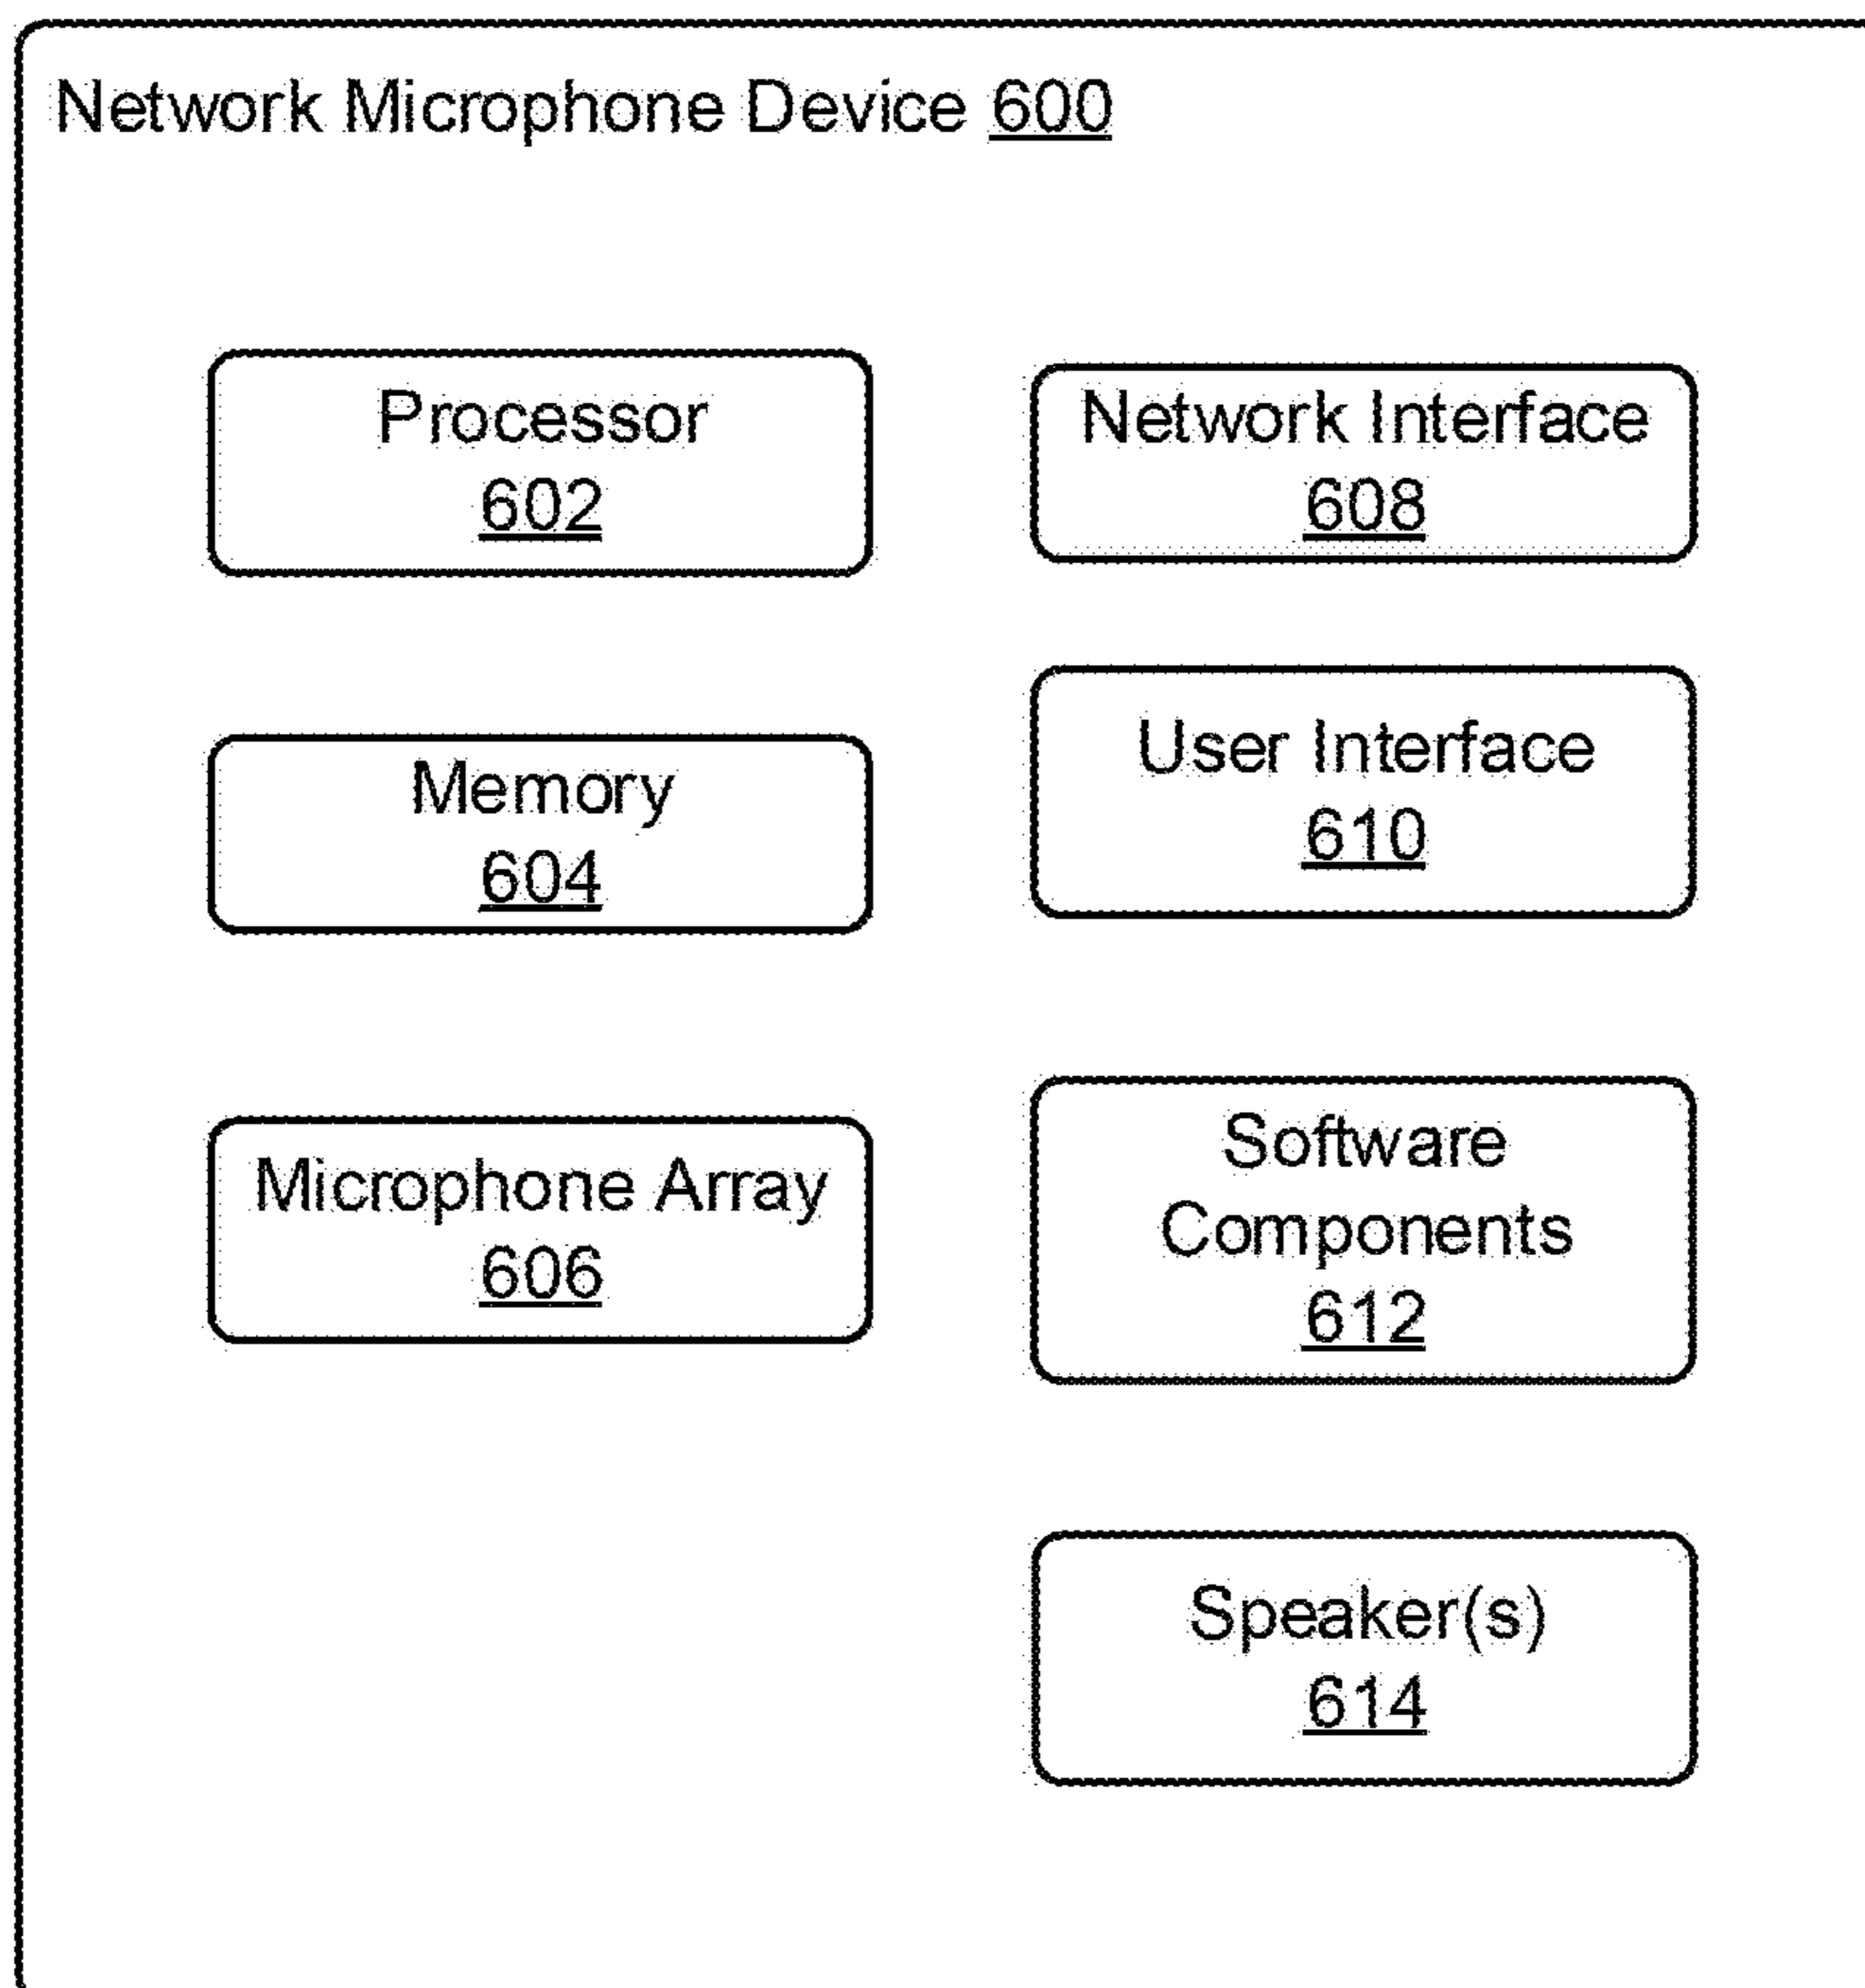 Network Microphone Device 600
Processor
602
Memory
604
Microphone Array
606
Network Interface
608
User Interface
610
Software
Components
612
Speaker(s)
614